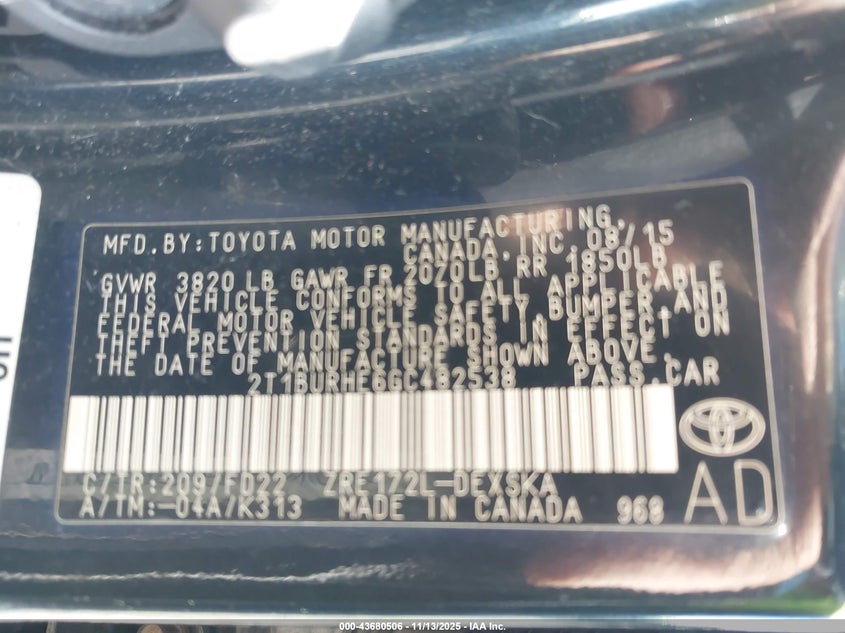 MFD.BY:TOYOTA MOTOR MANUFACTURING,
CANADA, INC. 08/15
GVWR 3820 LB GAWR FR 2020LB RR 1850LB
THIS VEHICLE CONFORMS TO ALL APPLICABLE
FEDERAL MOTOR VEHICLE SAFETY, BUMPER, AND
THEFT PREVENTION STANDARDS IN EFFECT ON
THE DATE OF MANUFACTURE SHOWN ABOVE.
2T1BURHE6GC482538 PASS.CAR
C/TR:209/FD22 ZRE172L-DEXSKA
A/TM:-04A/K313 MADE IN CANADA 968
AD
000-43680506 - 11/13/2025 - IAA Inc.